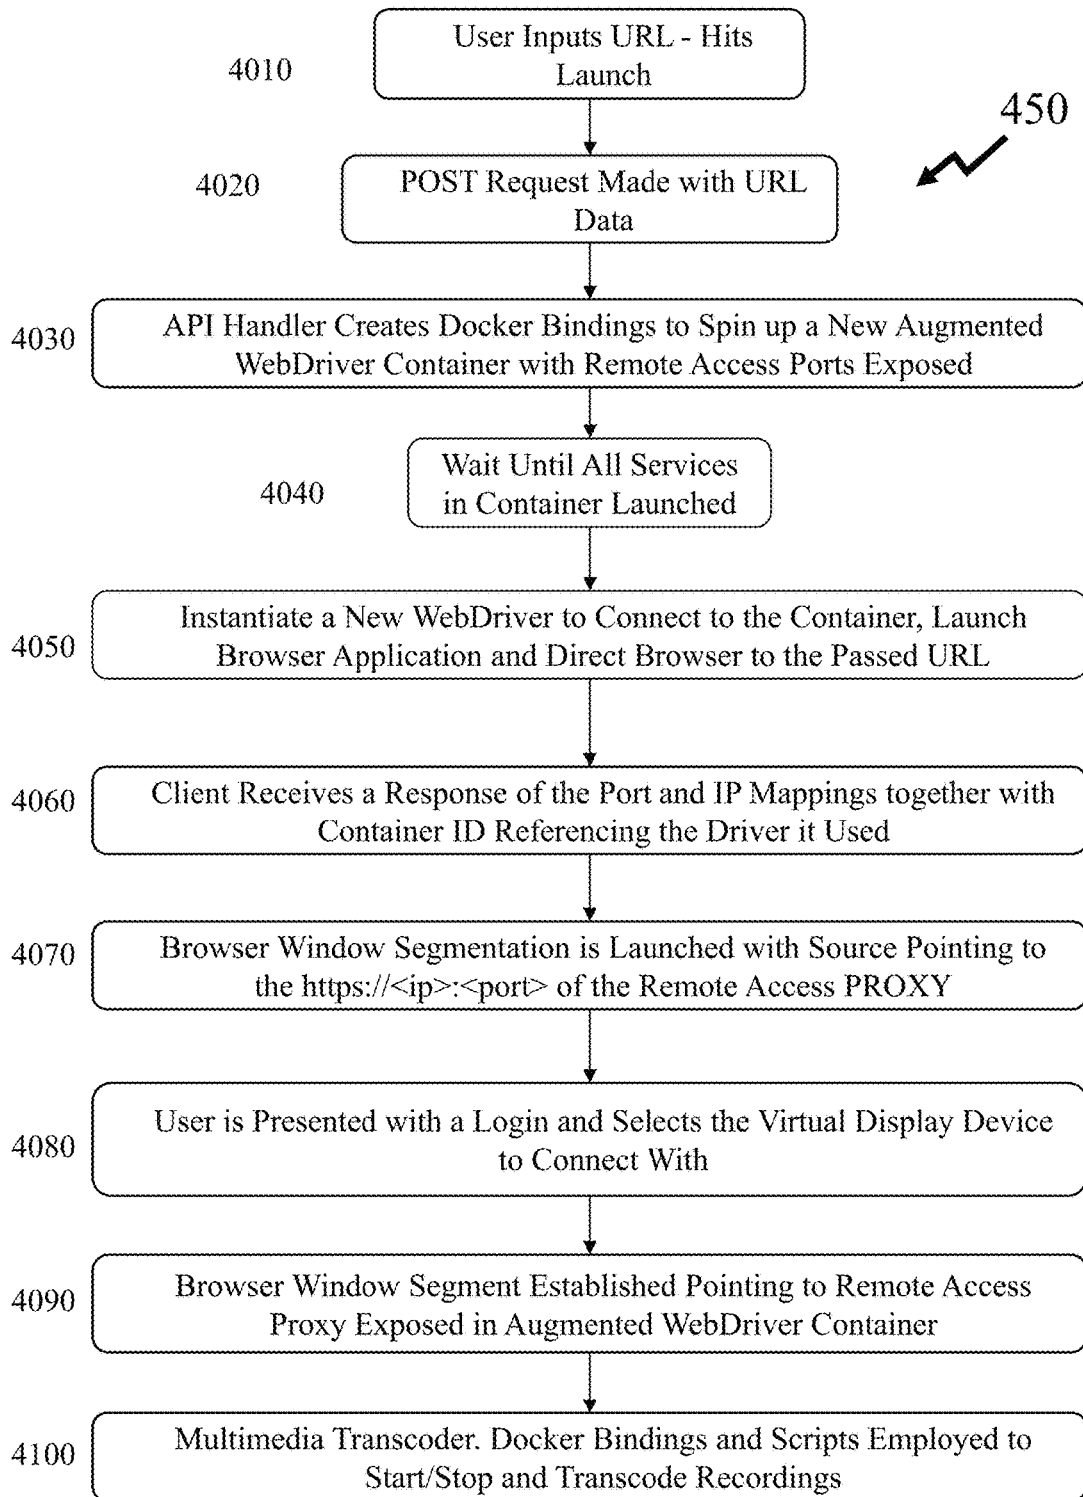 User Inputs URL - Hits
Launch
4010
450
POST Request Made with URL
Data
4020
API Handler Creates Docker Bindings to Spin up a New Augmented
WebDriver Container with Remote Access Ports Exposed
4030
Wait Until All Services
in Container Launched
4040
Instantiate a New WebDriver to Connect to the Container, Launch
Browser Application and Direct Browser to the Passed URL
4050
Client Receives a Response of the Port and IP Mappings together with
Container ID Referencing the Driver it Used
4060
Browser Window Segmentation is Launched with Source Pointing to
the https://<ip>:<port> of the Remote Access PROXY
4070
User is Presented with a Login and Selects the Virtual Display Device
to Connect With
4080
Browser Window Segment Established Pointing to Remote Access
Proxy Exposed in Augmented WebDriver Container
4090
Multimedia Transcoder. Docker Bindings and Scripts Employed to
Start/Stop and Transcode Recordings
4100